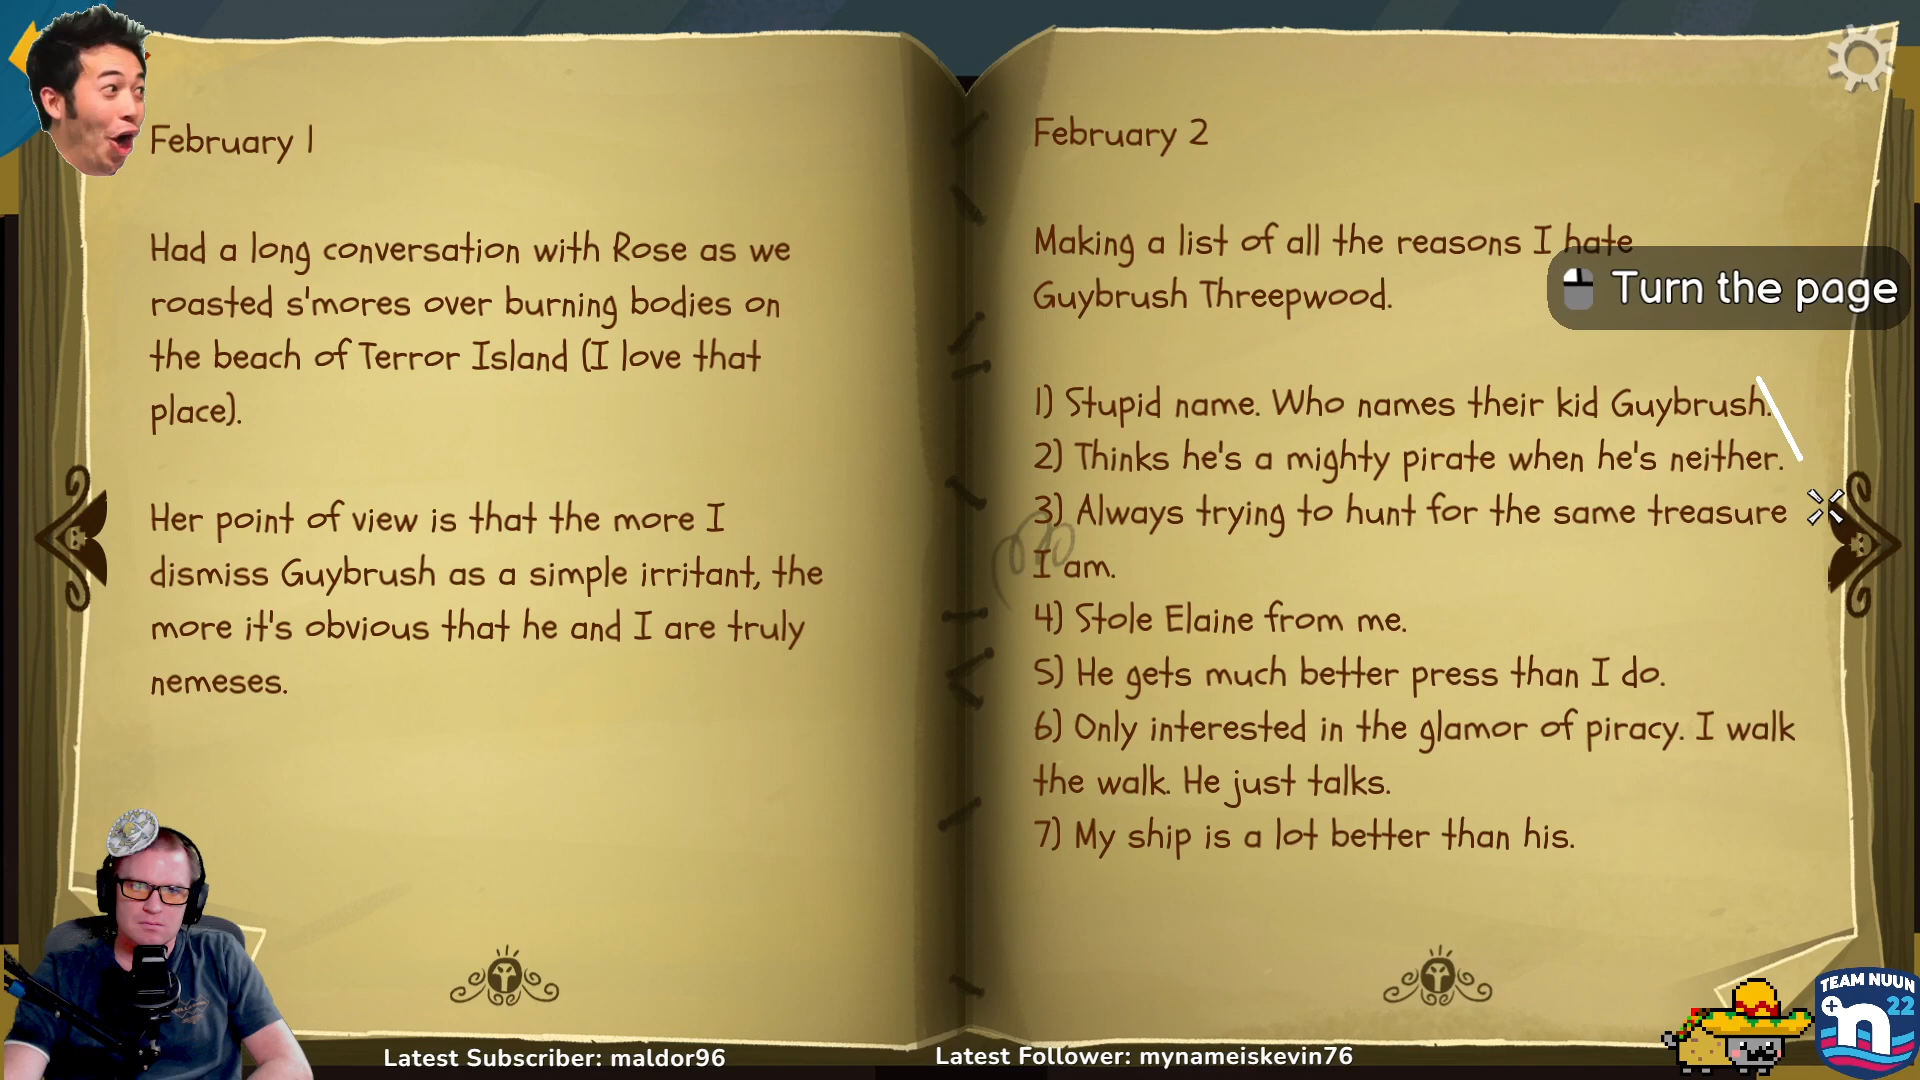 February 1
Had a long conversation with Rose as we
roasted s'mores over burning bodies on
the beach of Terror Island (I love that
place).
Her point of view is that the more I
dismiss Guybrush as a simple irritant, the
more it's obvious that he and I are truly
nemeses.
February 2
Making a list of all the reasons I hate
Guybrush Threepwood.
Turn the page
1) Stupid name. Who names their kid Guybrush.
2) Thinks he's a mighty pirate when he's neither.
3) Always trying to hunt for the same treasure
I am.
4) Stole Elaine from me.
5) He gets much better press than I do.
6) Only interested in the glamor of piracy. I walk
the walk. He just talks.
7) My ship is a lot better than his.
TEAM NUUN
n 22
Latest Subscriber: maldor96
Latest Follower: mynameiskevin76